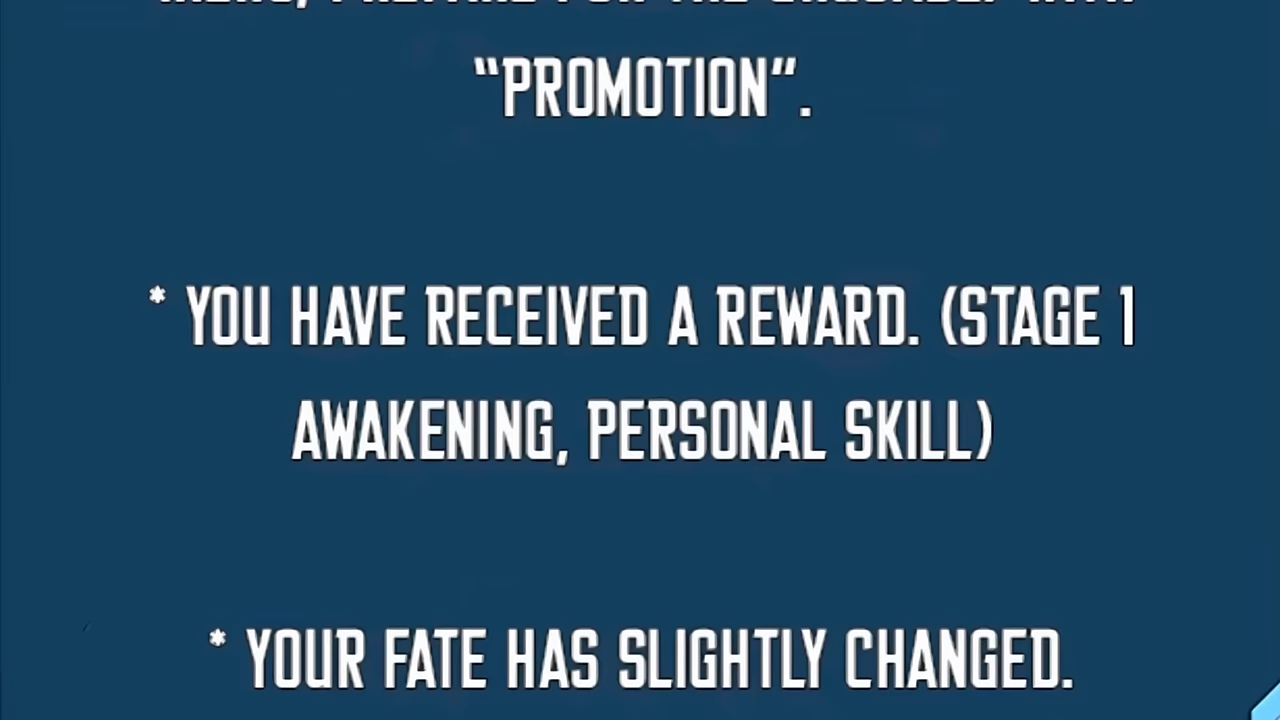 “PROMOTION”.
* YOU HAVE RECEIVED A REWARD. (STAGE 1
AWAKENING, PERSONAL SKILL)
* YOUR FATE HAS SLIGHTLY CHANGED.